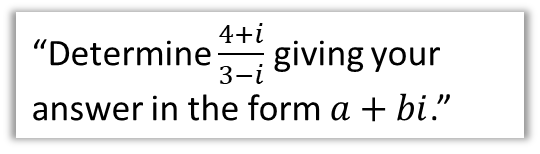 “Determine (4+i)/(3−i) giving your
answer in the form a + bi.”